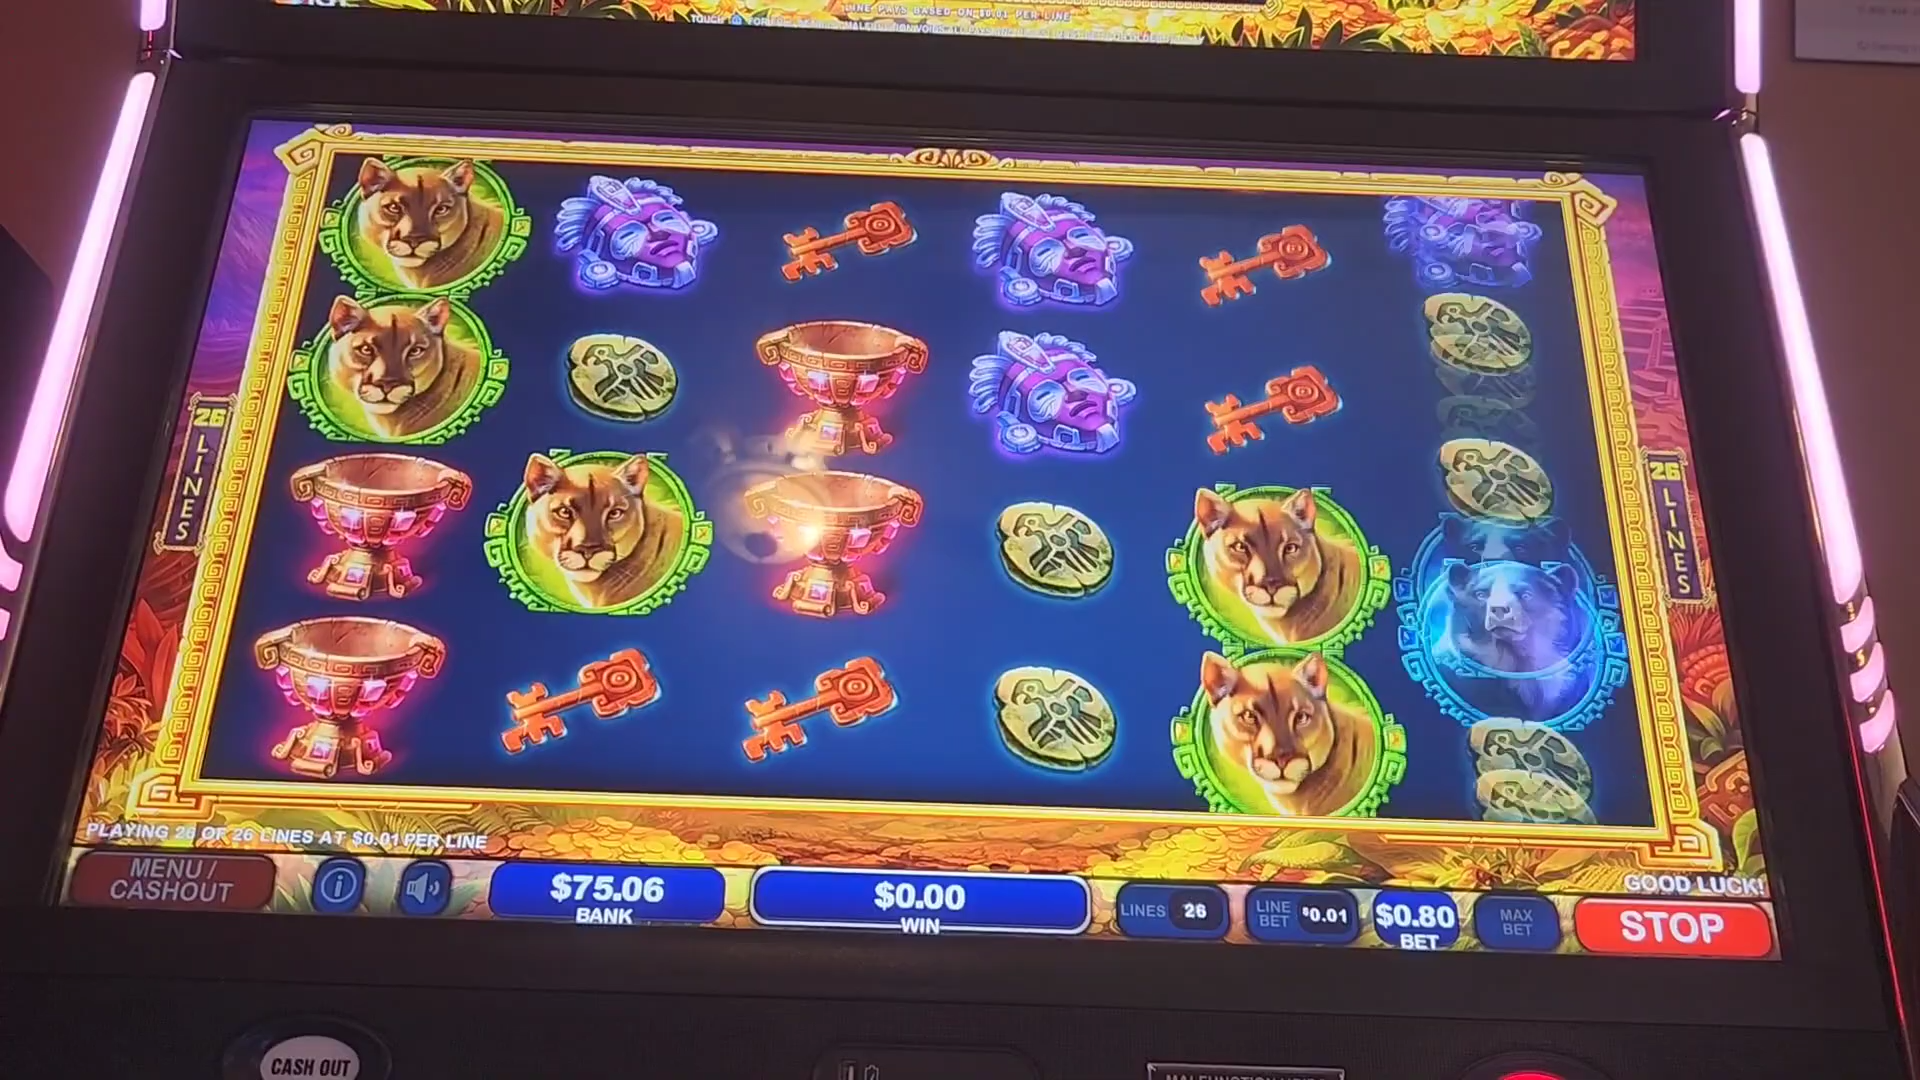 LINE PAYS BASED ON $0.01 PER LINE
TOUCH
26
LINES
26
LINES
PLAYING 26 OF 26 LINES AT $0.01 PER LINE
GOOD LUCK!
MENU /
CASHOUT
$75.06
BANK
$0.00
WIN
LINES 26
LINE
BET $0.01
$0.80
BET
MAX
BET
STOP
CASH OUT